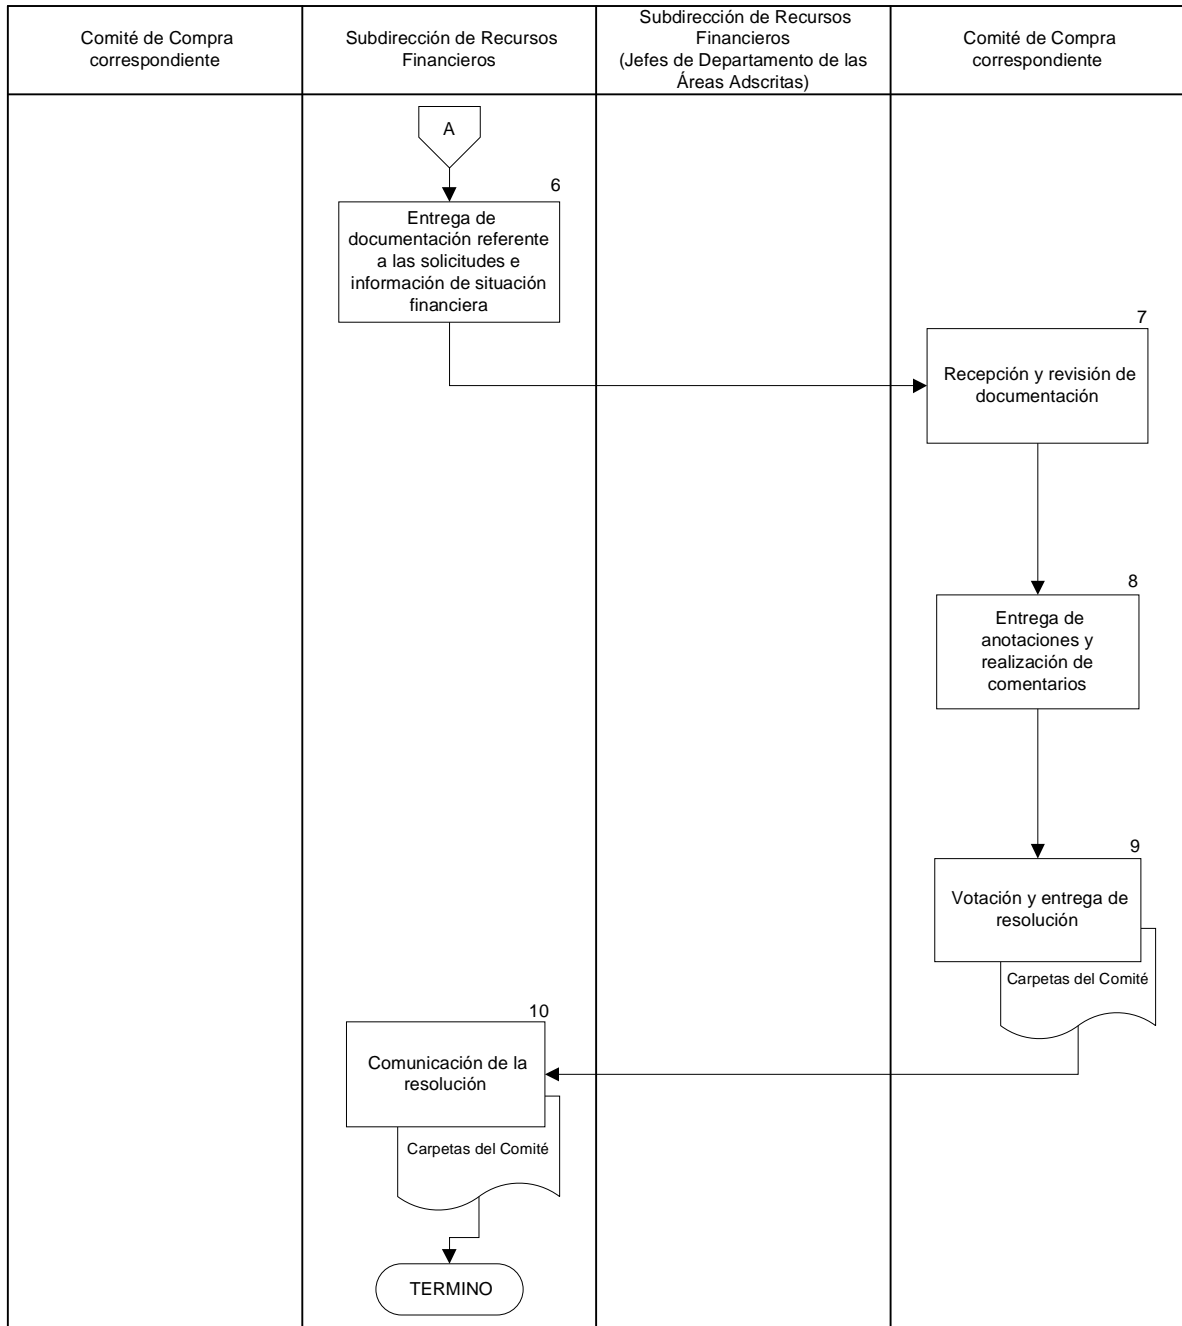 Comité de Compra
correspondiente
Subdirección de Recursos
Financieros
Subdirección de Recursos
Financieros
(Jefes de Departamento de las
Áreas Adscritas)
Comité de Compra
correspondiente
A
6
Entrega de
documentación referente
a las solicitudes e
información de situación
financiera
7
Recepción y revisión de
documentación
8
Entrega de
anotaciones y
realización de
comentarios
9
Votación y entrega de
resolución
Carpetas del Comité
10
Comunicación de la
resolución
Carpetas del Comité
TERMINO